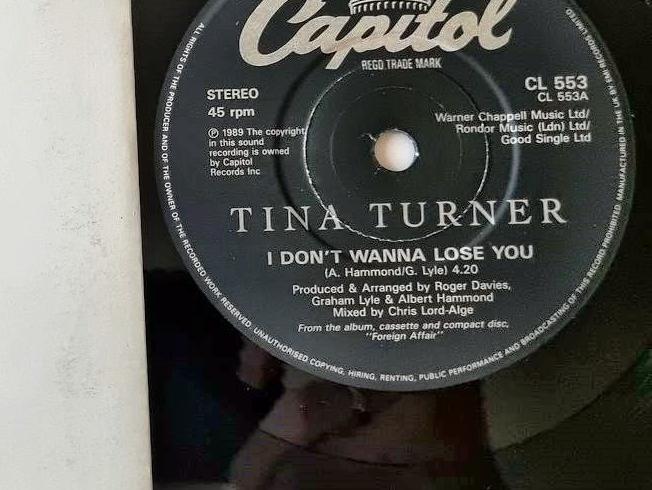 Capitol
REGD. TRADE MARK
STEREO
45 rpm
CL 553
CL 553A
℗ 1989 The copyright
in this sound
recording is owned
by Capitol
Records Inc
Warner Chappell Music Ltd/
Rondor Music (Ldn) Ltd/
Good Single Ltd
TINA TURNER
I DON'T WANNA LOSE YOU
(A. Hammond/G. Lyle) 4.20
Produced & Arranged by Roger Davies,
Graham Lyle & Albert Hammond
Mixed by Chris Lord-Alge
From the album, cassette and compact disc,
"Foreign Affair"
ALL RIGHTS OF THE PRODUCER AND OF THE OWNER OF THE RECORDED WORK RESERVED. UNAUTHORISED COPYING, HIRING, RENTING, PUBLIC PERFORMANCE AND BROADCASTING OF THIS RECORD PROHIBITED. MANUFACTURED IN THE UK BY EMI RECORDS LIMITED.